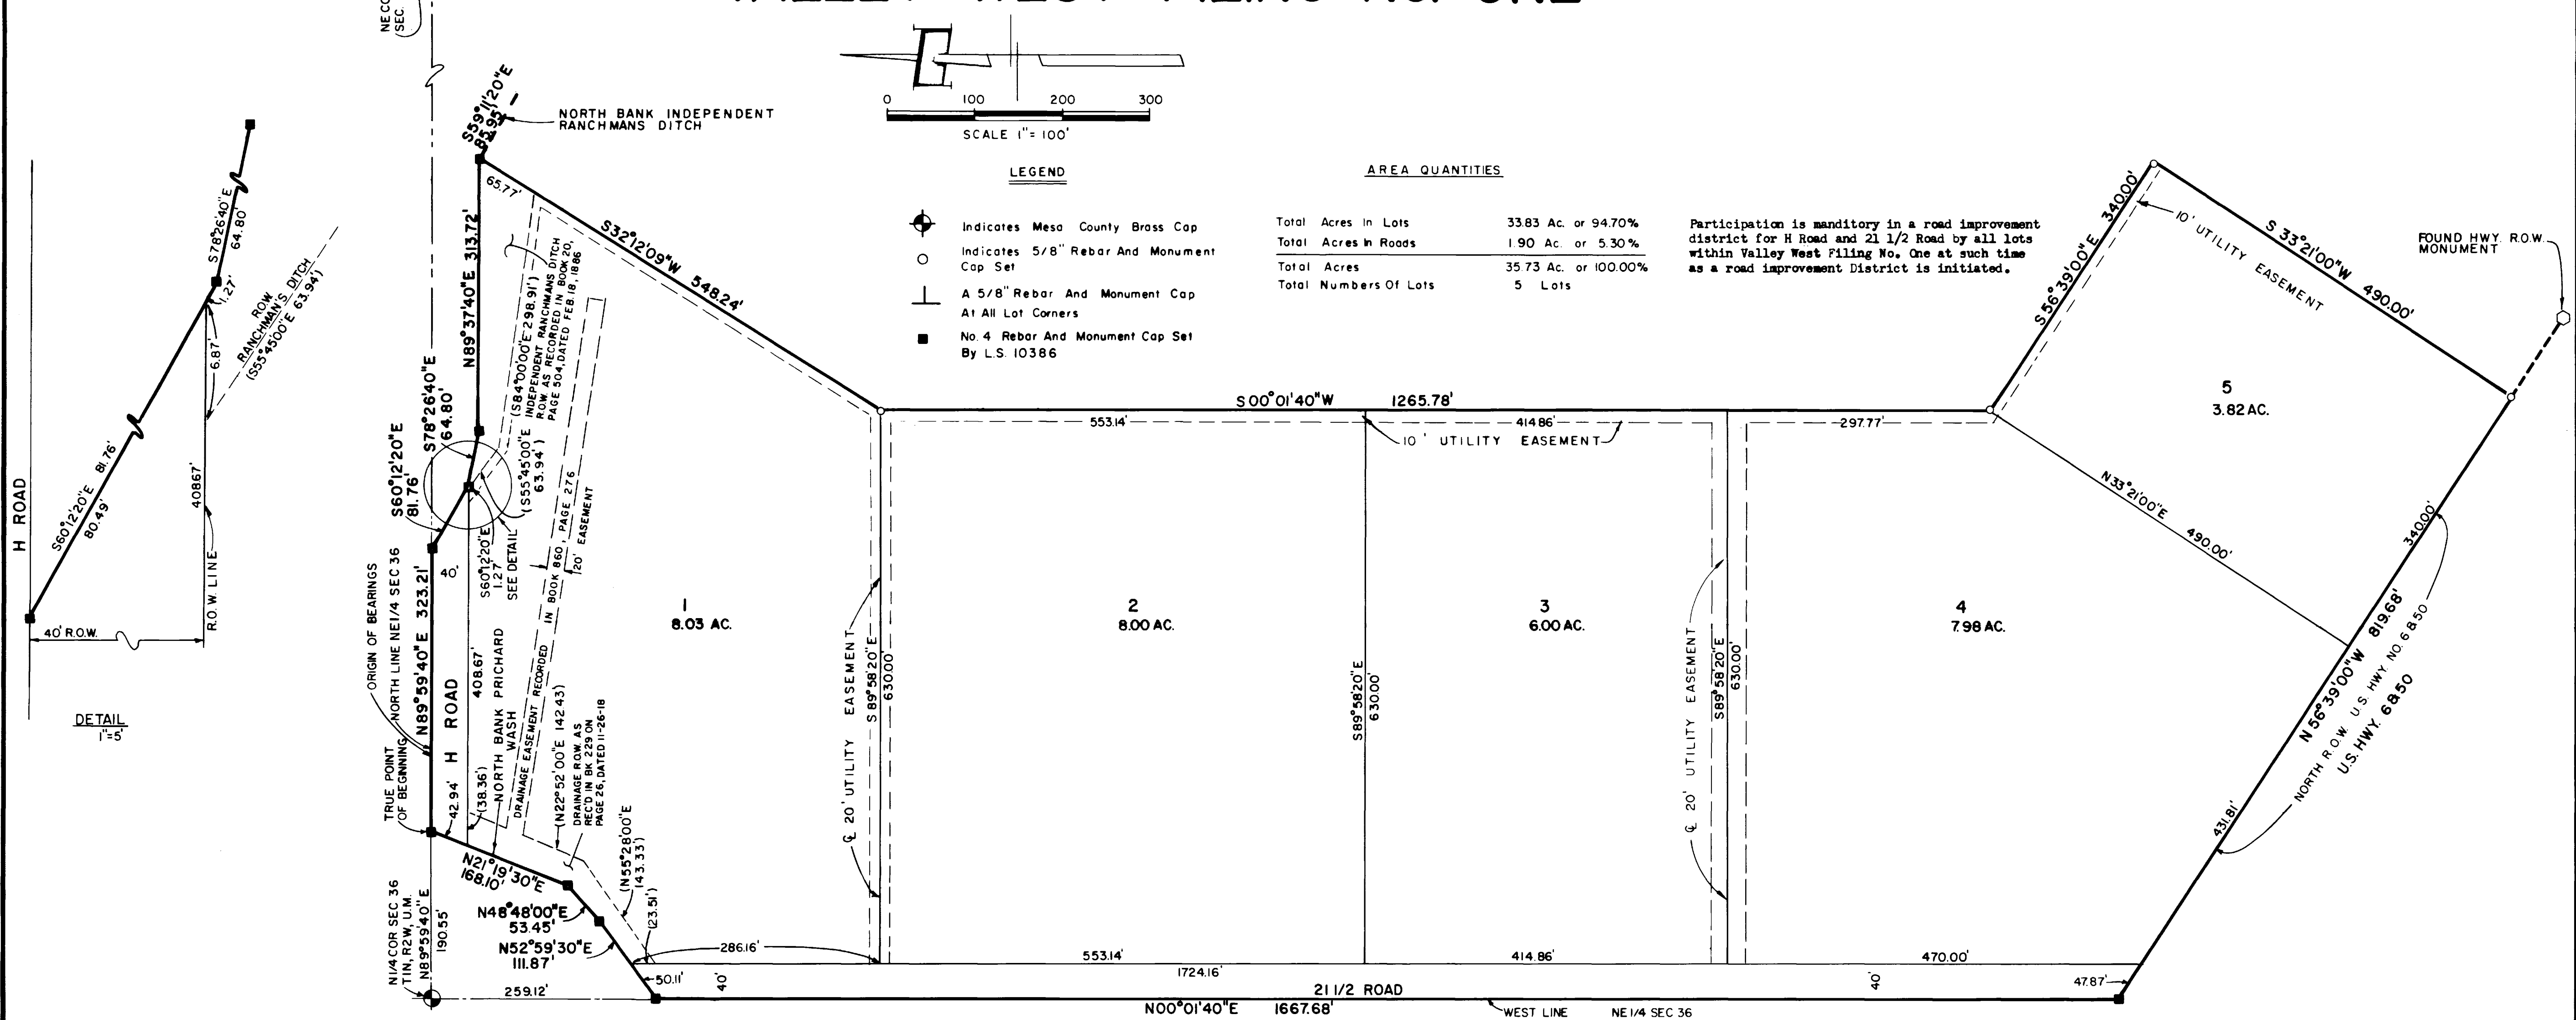 VALLEY WEST FILING NO. ONE
NE CO
SEC.
0 100 200 300
SCALE 1"= 100'
S59°11'20"E
85.95'
NORTH BANK INDEPENDENT
RANCHMANS DITCH
LEGEND
Indicates Mesa County Brass Cap
Indicates 5/8" Rebar And Monument
Cap Set
A 5/8" Rebar And Monument Cap
At All Lot Corners
No. 4 Rebar And Monument Cap Set
By L.S. 10386
AREA QUANTITIES
Total Acres In Lots 33.83 Ac. or 94.70%
Total Acres In Roads 1.90 Ac. or 5.30%
Total Acres 35.73 Ac. or 100.00%
Total Numbers Of Lots 5 Lots
Participation is manditory in a road improvement
district for H Road and 21 1/2 Road by all lots
within Valley West Filing No. One at such time
as a road improvement District is initiated.
H ROAD
S78°26'40"E
64.80'
1.27'
6.87'
ROW
RANCHMAN'S DITCH
(S55°45'00"E 63.94')
S60°12'20"E 81.76'
80.49'
408.67'
R.O.W. LINE
40' R.O.W.
DETAIL
1"=5'
65.77'
N89°37'40"E 313.72'
S32°12'09"W 548.24'
(S84°00'00"E 298.91')
INDEPENDENT RANCHMANS DITCH
R.O.W. AS RECORDED IN BOOK 20,
PAGE 504, DATED FEB. 18, 1886
S78°26'40"E
64.80'
S60°12'20"E
81.76'
(S55°45'00"E
63.94')
S60°12'20"E
1.27'
SEE DETAIL
DRAINAGE EASEMENT RECORDED IN BOOK 860, PAGE 276
20' EASEMENT
ORIGIN OF BEARINGS
NORTH LINE NE1/4 SEC 36
N89°59'40"E 323.21'
40'
H ROAD
408.67'
NORTH BANK PRICHARD
WASH
TRUE POINT
OF BEGINNING
42.94'
(38.36')
(N22°52'00"E 142.43)
DRAINAGE R.O.W. AS
REC'D IN BK 229 ON
PAGE 26, DATED 11-26-18
N21°19'30"E
168.10'
(N55°28'00"E
143.33')
(23.51')
N48°48'00"E
53.45'
N52°59'30"E
111.87'
N1/4 COR SEC 36
T1N, R2W, U.M.
N89°59'40"E
190.55'
259.12'
50.11'
40'
286.16'
1
8.03 AC.
S00°01'40"W 1265.78'
553.14'
10' UTILITY EASEMENT
414.86'
297.77'
℄ 20' UTILITY EASEMENT
S89°58'20"E
630.00'
2
8.00 AC.
S89°58'20"E
630.00'
3
6.00 AC.
℄ 20' UTILITY EASEMENT
S89°58'20"E
630.00'
4
7.98 AC.
5
3.82 AC.
S56°39'00"E 340.00'
10' UTILITY EASEMENT
S 33°21'00"W 490.00'
FOUND HWY. R.O.W.
MONUMENT
N33°21'00"E
490.00'
340.00'
N56°39'00"W 819.68'
NORTH R.O.W. U.S. HWY. NO. 6&50
U.S. HWY. 6&50
431.81'
553.14'
414.86'
470.00'
1724.16'
47.87'
40'
21 1/2 ROAD
N00°01'40"E 1667.68'
WEST LINE NE1/4 SEC 36